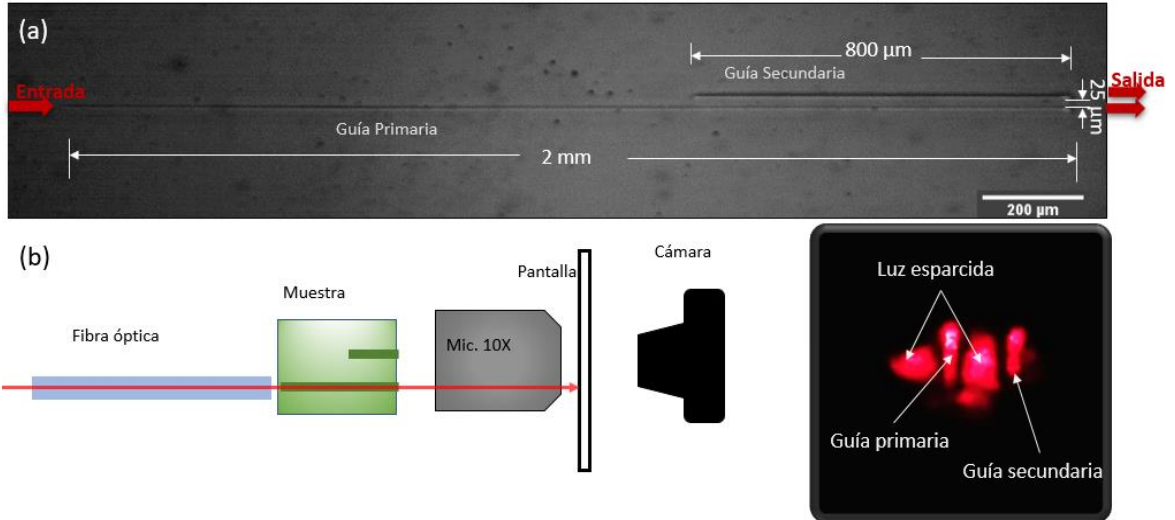 (a)
800 µm
Guía Secundaria
Entrada
Salida
25 µm
Guía Primaria
2 mm
200 µm
(b)
Cámara
Pantalla
Muestra
Fibra óptica
Mic. 10X
Luz esparcida
Guía primaria
Guía secundaria